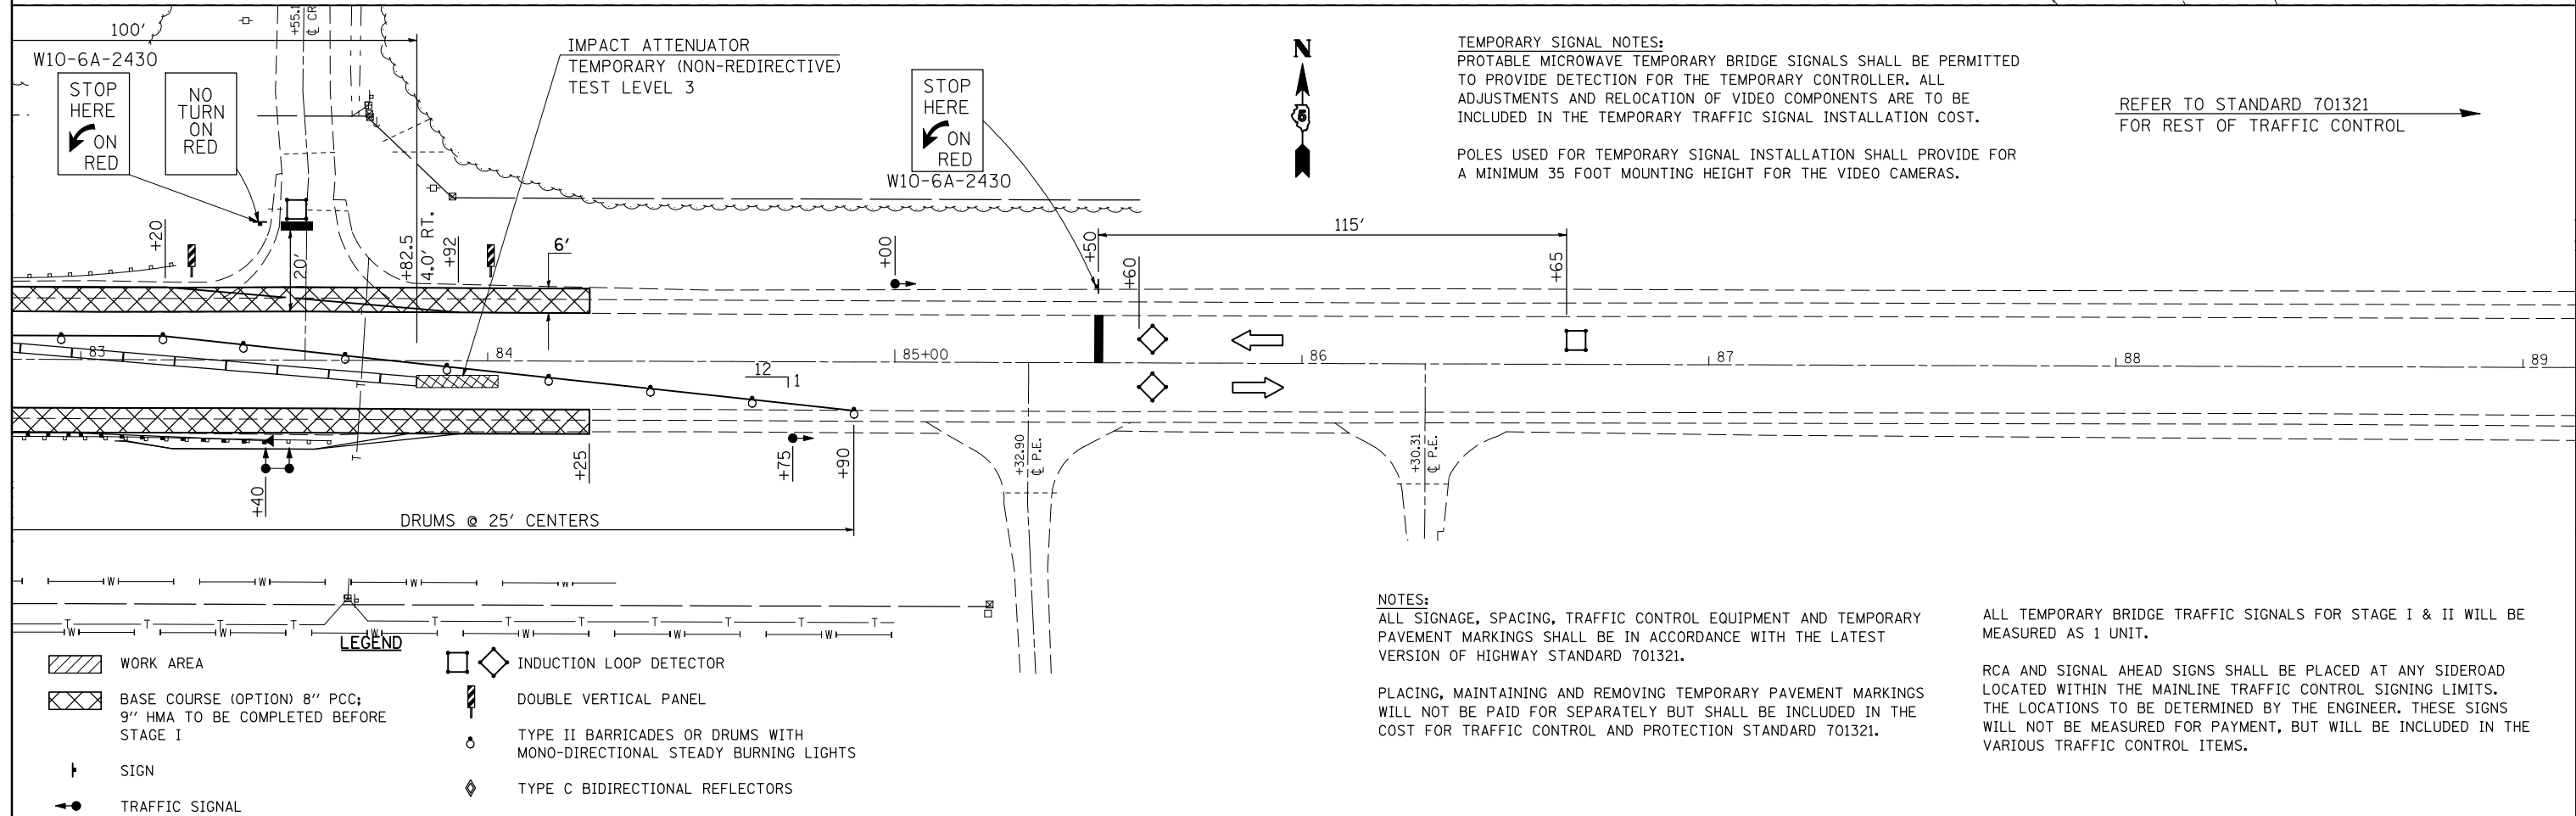 100'
+55.1
℄ CR
W10-6A-2430
STOP
HERE
ON
RED
NO
TURN
ON
RED
IMPACT ATTENUATOR
TEMPORARY (NON-REDIRECTIVE)
TEST LEVEL 3
STOP
HERE
ON
RED
W10-6A-2430
N
5
TEMPORARY SIGNAL NOTES:
PROTABLE MICROWAVE TEMPORARY BRIDGE SIGNALS SHALL BE PERMITTED
TO PROVIDE DETECTION FOR THE TEMPORARY CONTROLLER. ALL
ADJUSTMENTS AND RELOCATION OF VIDEO COMPONENTS ARE TO BE
INCLUDED IN THE TEMPORARY TRAFFIC SIGNAL INSTALLATION COST.
POLES USED FOR TEMPORARY SIGNAL INSTALLATION SHALL PROVIDE FOR
A MINIMUM 35 FOOT MOUNTING HEIGHT FOR THE VIDEO CAMERAS.
REFER TO STANDARD 701321
FOR REST OF TRAFFIC CONTROL
+20
20'
+82.5
4.0' RT.
+92
6'
+00
+50
+60
115'
+65
83
84
85+00
86
87
88
89
12
1
T
T
+40
+25
+75
+90
+32.90
℄ P.E.
+30.31
℄ P.E.
DRUMS @ 25' CENTERS
W W W W
T T T T T T T
W W W W W W
LEGEND
WORK AREA
BASE COURSE (OPTION) 8" PCC;
9" HMA TO BE COMPLETED BEFORE
STAGE I
SIGN
TRAFFIC SIGNAL
INDUCTION LOOP DETECTOR
DOUBLE VERTICAL PANEL
TYPE II BARRICADES OR DRUMS WITH
MONO-DIRECTIONAL STEADY BURNING LIGHTS
TYPE C BIDIRECTIONAL REFLECTORS
NOTES:
ALL SIGNAGE, SPACING, TRAFFIC CONTROL EQUIPMENT AND TEMPORARY
PAVEMENT MARKINGS SHALL BE IN ACCORDANCE WITH THE LATEST
VERSION OF HIGHWAY STANDARD 701321.
PLACING, MAINTAINING AND REMOVING TEMPORARY PAVEMENT MARKINGS
WILL NOT BE PAID FOR SEPARATELY BUT SHALL BE INCLUDED IN THE
COST FOR TRAFFIC CONTROL AND PROTECTION STANDARD 701321.
ALL TEMPORARY BRIDGE TRAFFIC SIGNALS FOR STAGE I & II WILL BE
MEASURED AS 1 UNIT.
RCA AND SIGNAL AHEAD SIGNS SHALL BE PLACED AT ANY SIDEROAD
LOCATED WITHIN THE MAINLINE TRAFFIC CONTROL SIGNING LIMITS.
THE LOCATIONS TO BE DETERMINED BY THE ENGINEER. THESE SIGNS
WILL NOT BE MEASURED FOR PAYMENT, BUT WILL BE INCLUDED IN THE
VARIOUS TRAFFIC CONTROL ITEMS.